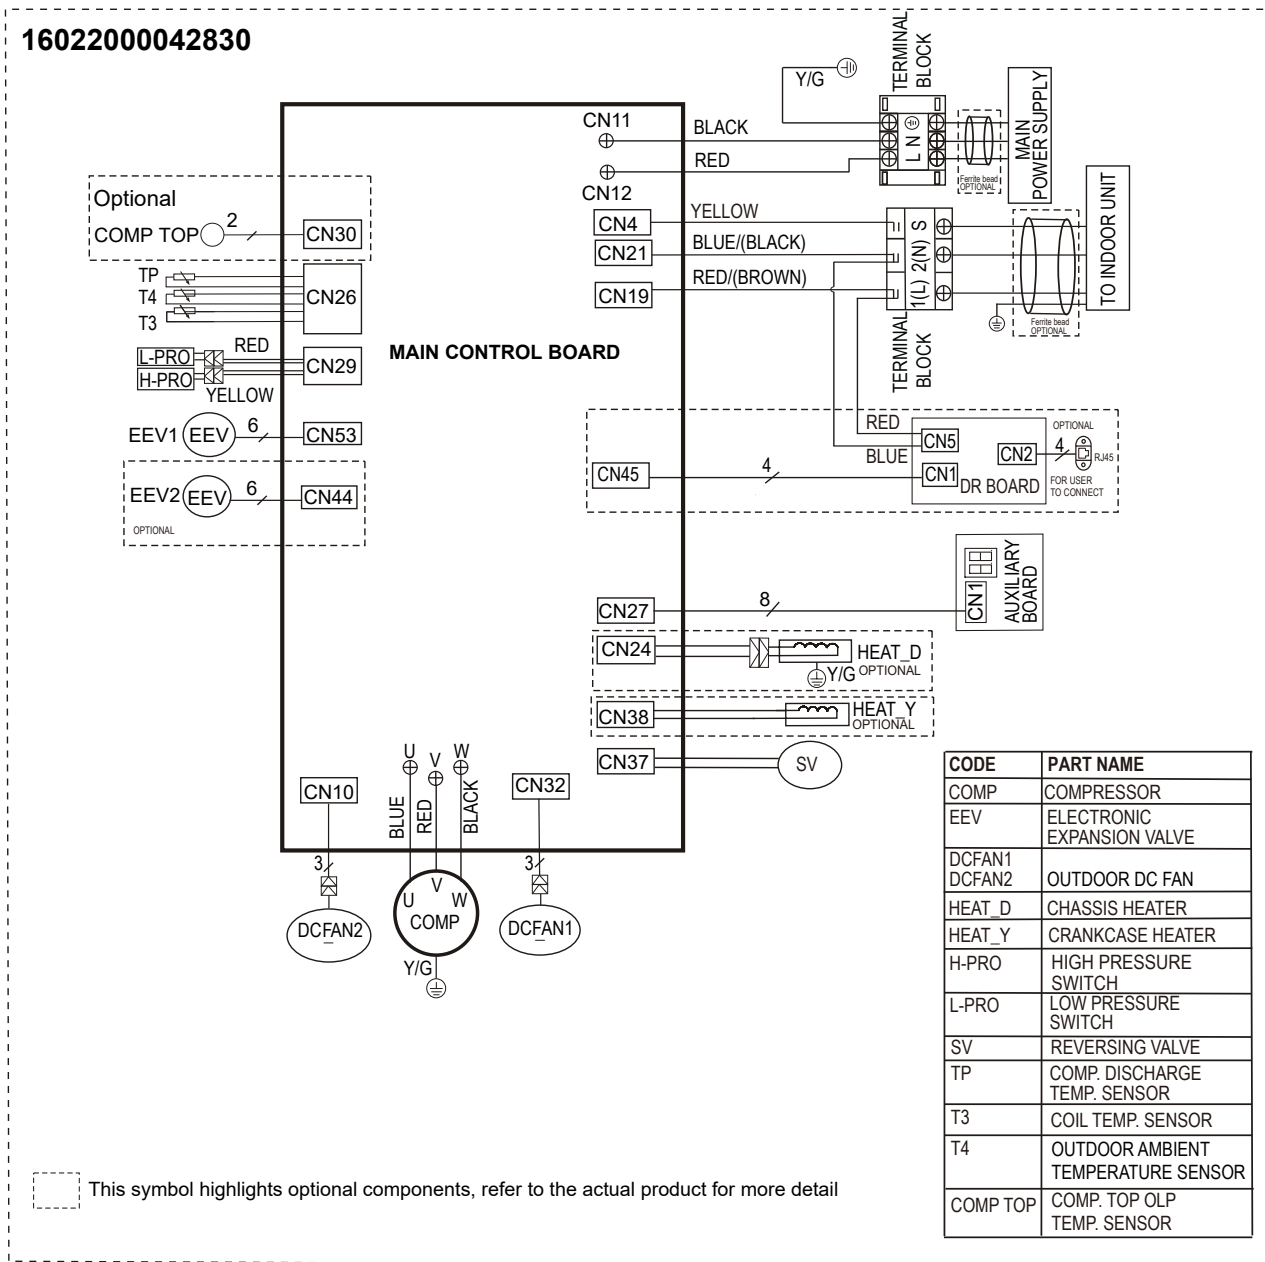 16022000042830
TERMINAL
BLOCK
Y/G
MAIN
POWER SUPPLY
L N
Ferrite bead
OPTIONAL
CN11
BLACK
RED
CN12
Optional
COMP TOP
2
CN30
CN4
YELLOW
CN21
BLUE/(BLACK)
CN19
RED/(BROWN)
1(L) 2(N) S
TO INDOOR UNIT
Ferrite bead
OPTIONAL
TERMINAL
BLOCK
TP
T4
T3
CN26
L-PRO
H-PRO
RED
YELLOW
CN29
MAIN CONTROL BOARD
EEV1
EEV
6
CN53
EEV2
EEV
6
CN44
OPTIONAL
RED
BLUE
CN5
CN45
4
CN1
DR BOARD
CN2
4
OPTIONAL
RJ45
FOR USER
TO CONNECT
CN27
8
CN1
AUXILIARY
BOARD
CN24
HEAT_D
Y/G
OPTIONAL
CN38
HEAT_Y
OPTIONAL
CN37
SV
U
V
W
CN10
BLUE
RED
BLACK
CN32
3
3
U
V
W
COMP
DCFAN2
DCFAN1
Y/G
CODE PART NAME
COMP COMPRESSOR
EEV ELECTRONIC
EXPANSION VALVE
DCFAN1
DCFAN2 OUTDOOR DC FAN
HEAT_D CHASSIS HEATER
HEAT_Y CRANKCASE HEATER
H-PRO HIGH PRESSURE
SWITCH
L-PRO LOW PRESSURE
SWITCH
SV REVERSING VALVE
TP COMP. DISCHARGE
TEMP. SENSOR
T3 COIL TEMP. SENSOR
T4 OUTDOOR AMBIENT
TEMPERATURE SENSOR
COMP TOP COMP. TOP OLP
TEMP. SENSOR
This symbol highlights optional components, refer to the actual product for more detail